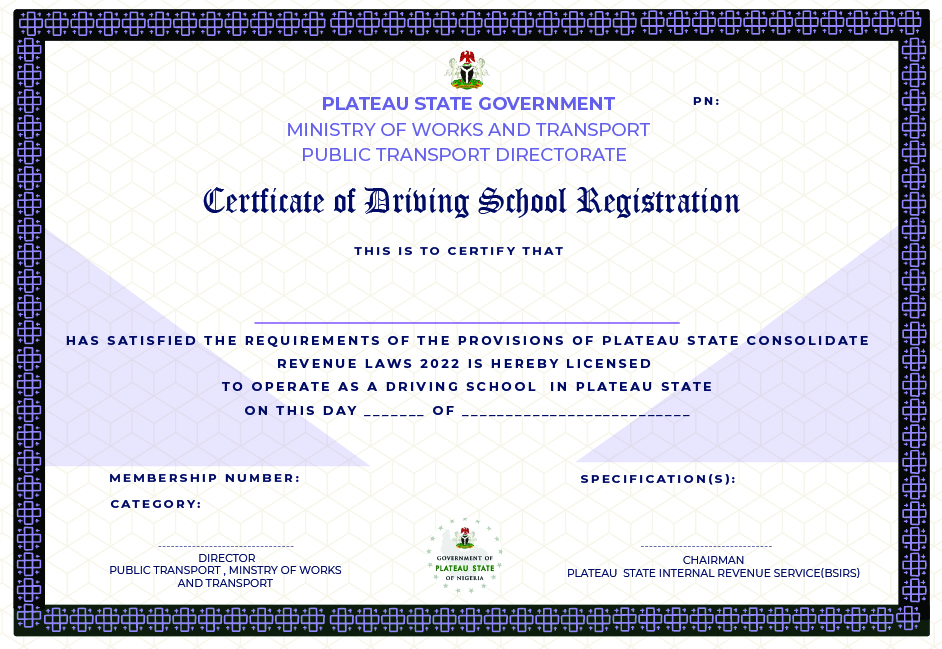 PLATEAU STATE GOVERNMENT
PN:
MINISTRY OF WORKS AND TRANSPORT
PUBLIC TRANSPORT DIRECTORATE
Certficate of Driving School Registration
THIS IS TO CERTIFY THAT
HAS SATISFIED THE REQUIREMENTS OF THE PROVISIONS OF PLATEAU STATE CONSOLIDATE
REVENUE LAWS 2022 IS HEREBY LICENSED
TO OPERATE AS A DRIVING SCHOOL IN PLATEAU STATE
ON THIS DAY _______ OF __________________________
MEMBERSHIP NUMBER:
SPECIFICATION(S):
CATEGORY:
DIRECTOR
PUBLIC TRANSPORT , MINSTRY OF WORKS
AND TRANSPORT
GOVERNMENT OF
PLATEAU STATE
OF NIGERIA
CHAIRMAN
PLATEAU STATE INTERNAL REVENUE SERVICE(BSIRS)